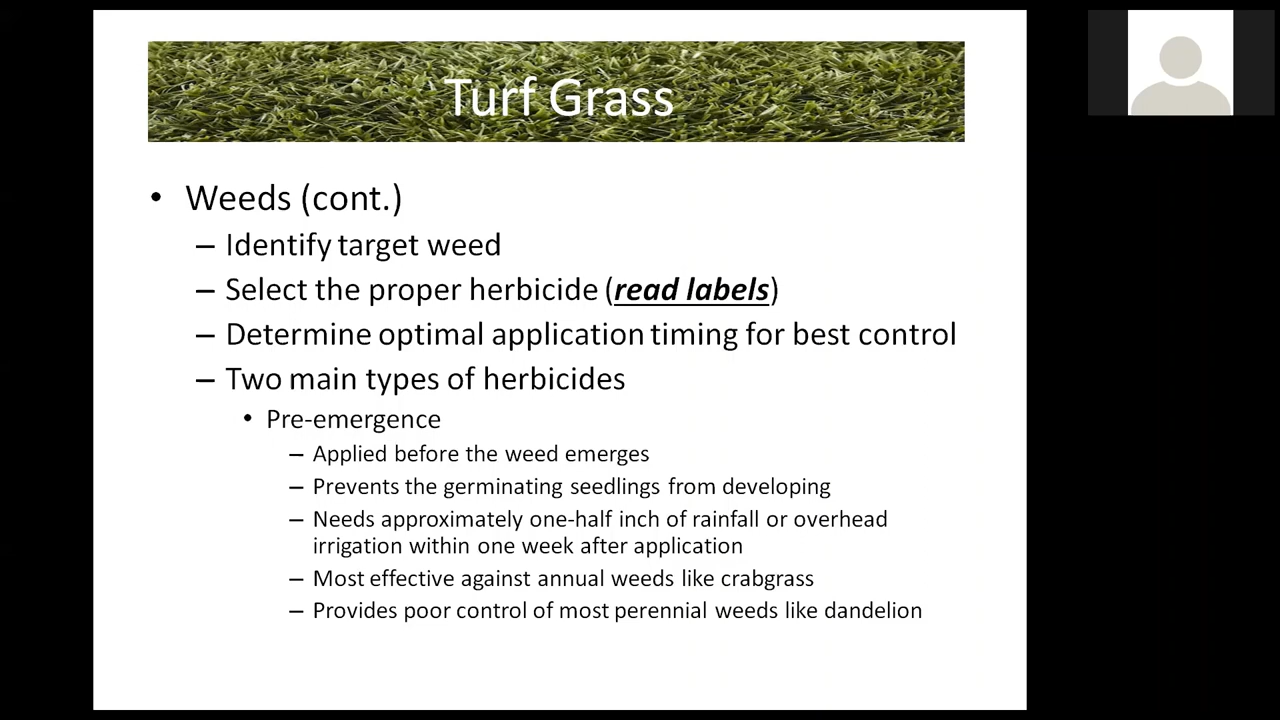 Turf Grass
• Weeds (cont.)
– Identify target weed
– Select the proper herbicide (read labels)
– Determine optimal application timing for best control
– Two main types of herbicides
• Pre-emergence
– Applied before the weed emerges
– Prevents the germinating seedlings from developing
– Needs approximately one-half inch of rainfall or overhead
irrigation within one week after application
– Most effective against annual weeds like crabgrass
– Provides poor control of most perennial weeds like dandelion